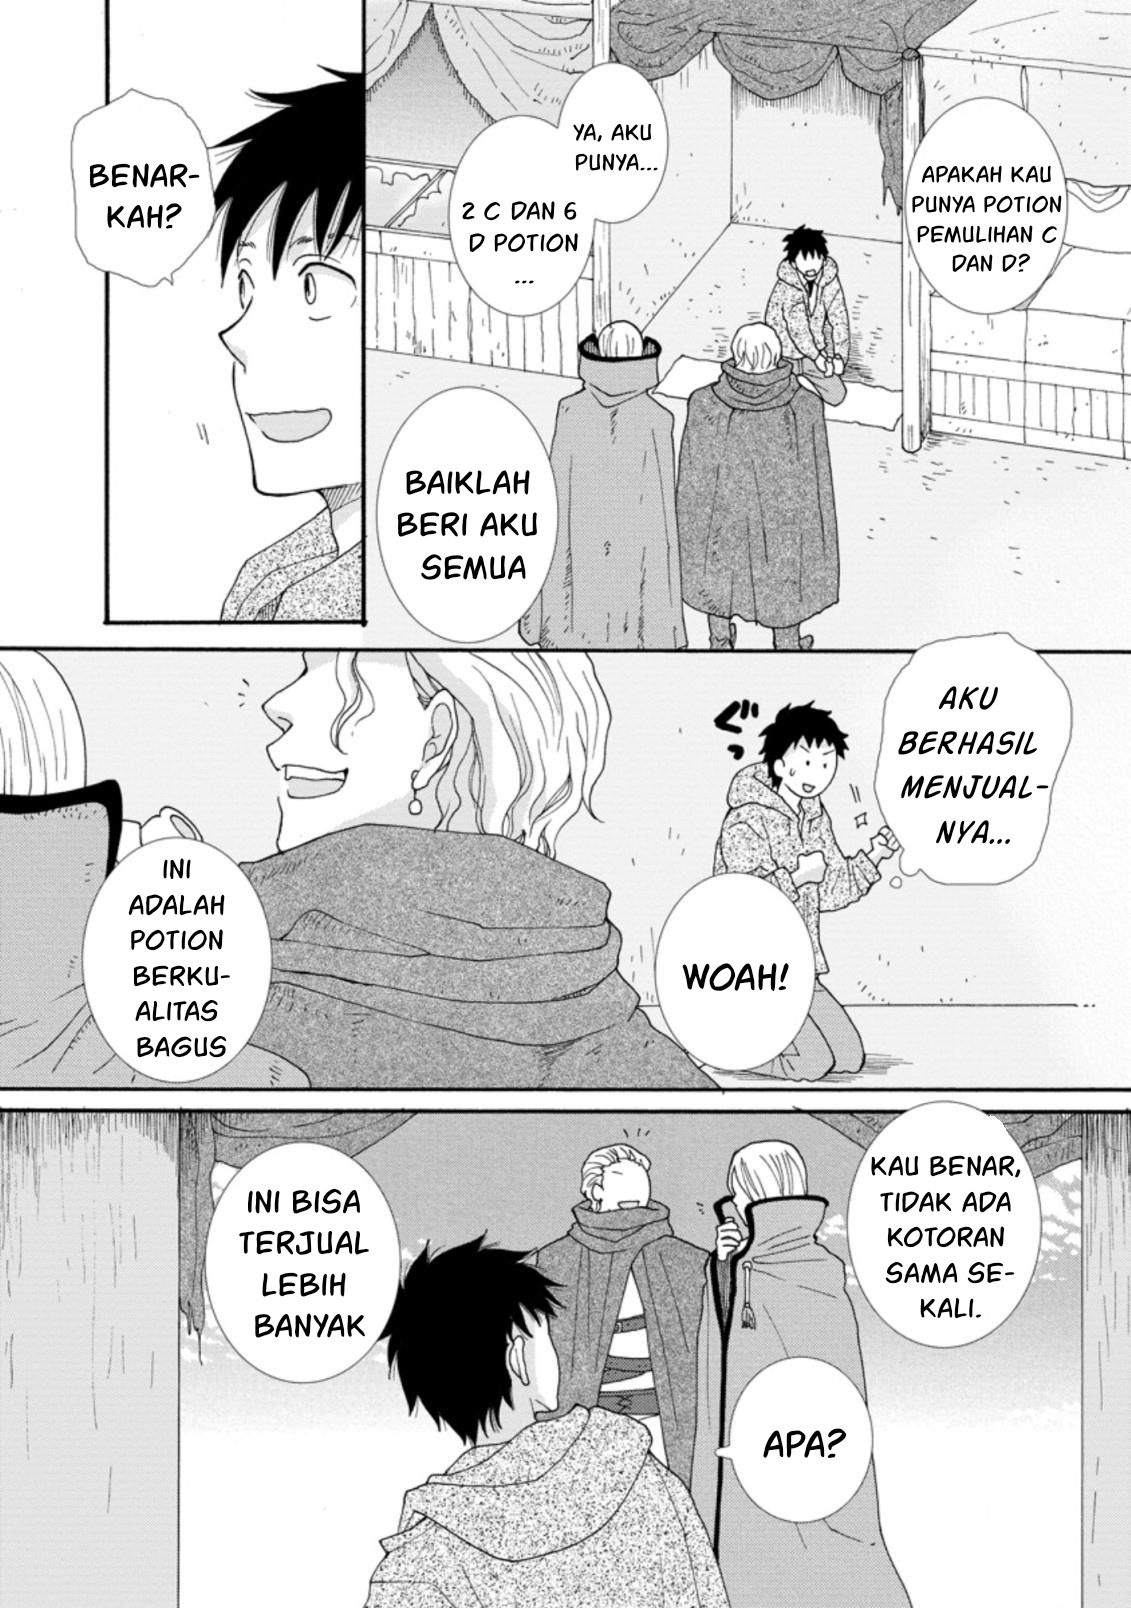 APAKAH KAU
PUNYA POTION
PEMULIHAN C
DAN D?
YA, AKU
PUNYA...
2 C DAN 6
D POTION
...
BAIKLAH
BERI AKU
SEMUA
BENAR-
KAH?
AKU
BERHASIL
MENJUAL-
NYA...
ぐっ
WOAH!
INI
ADALAH
POTION
BERKU-
ALITAS
BAGUS
KAU BENAR,
TIDAK ADA
KOTORAN
SAMA SE-
KALI.
INI BISA
TERJUAL
LEBIH
BANYAK
APA?